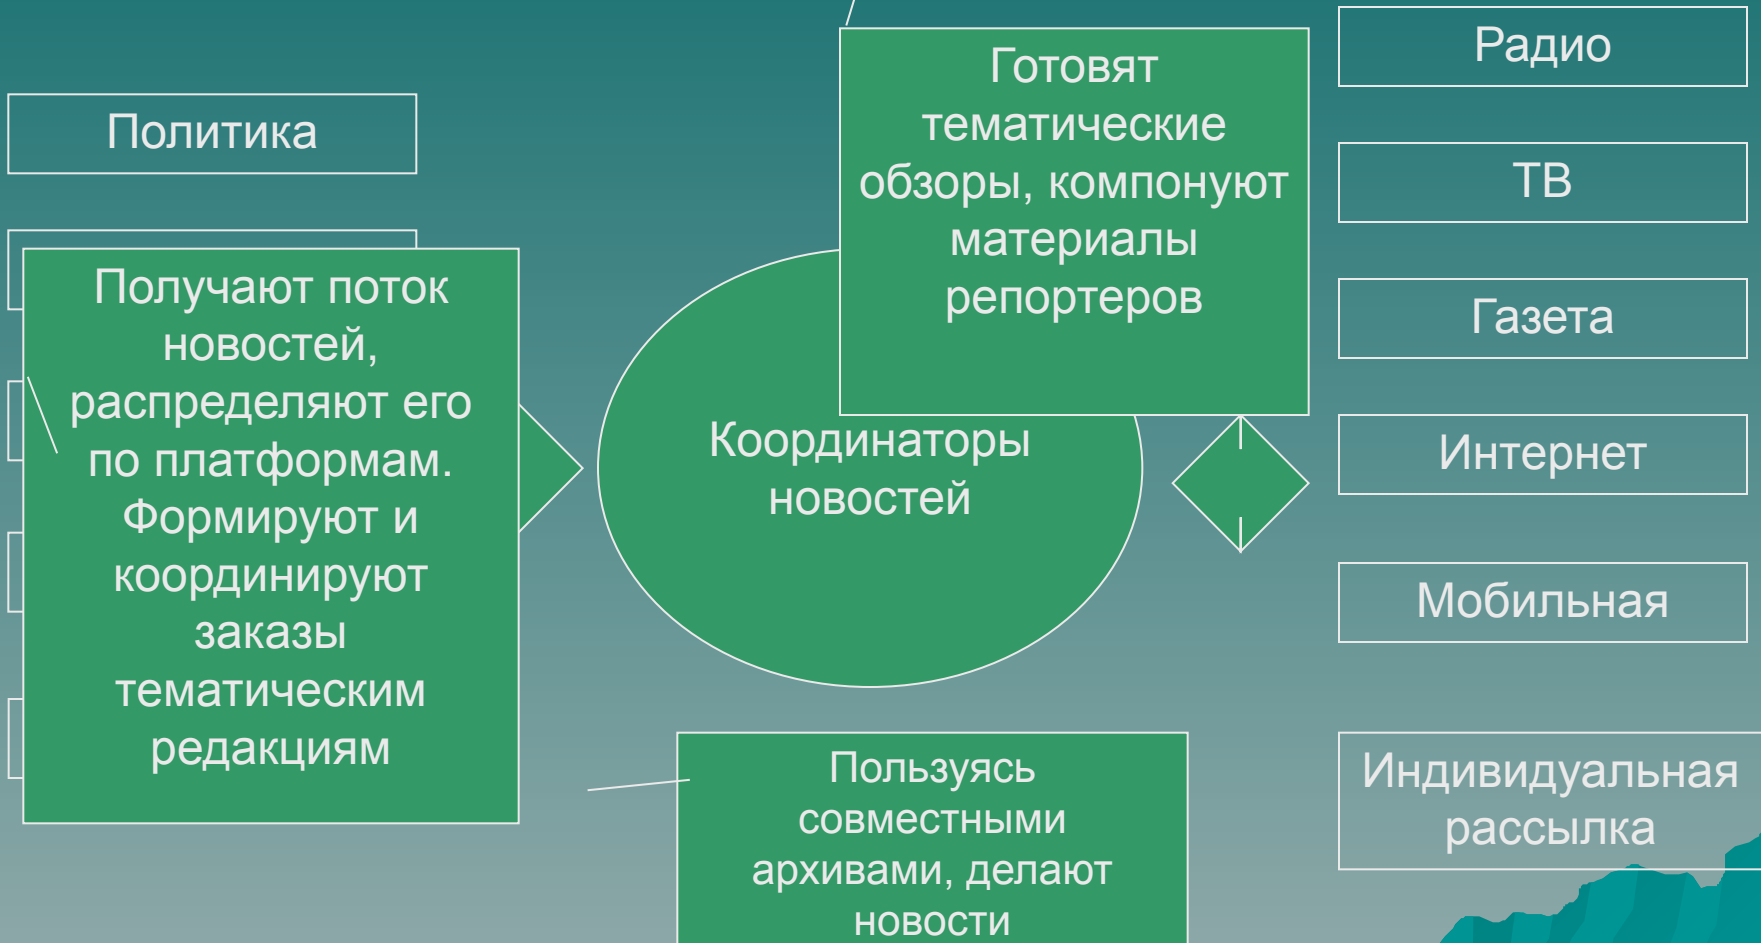 Политика
Получают поток
новостей,
распределяют его
по платформам.
Формируют и
координируют
заказы
тематическим
редакциям
Готовят
тематические
обзоры, компонуют
материалы
репортеров
Координаторы
новостей
Пользуясь
совместными
архивами, делают
новости
Радио
ТВ
Газета
Интернет
Мобильная
Индивидуальная
рассылка